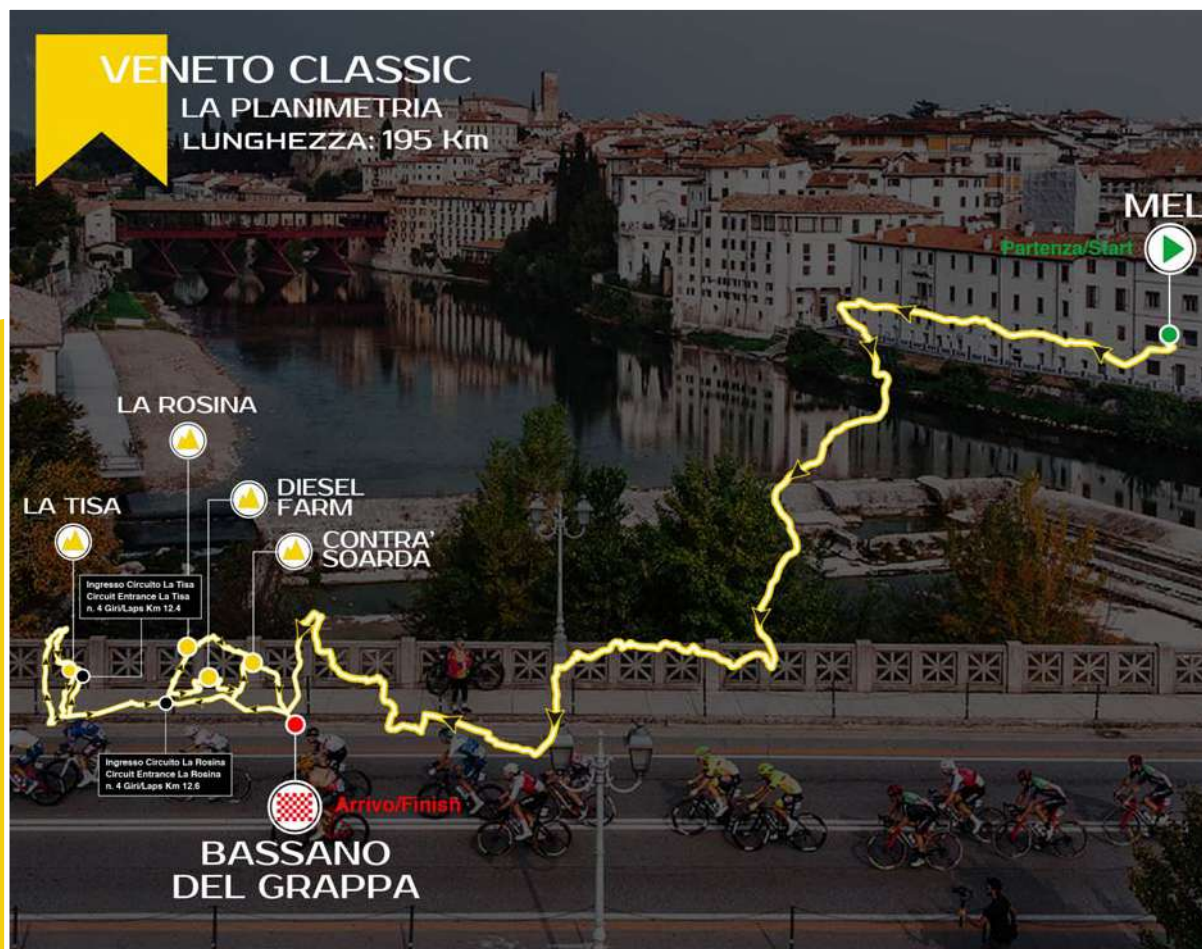 VENETO CLASSIC
LA PLANIMETRIA
LUNGHEZZA: 195 Km
MEL
Partenza/Start
LA ROSINA
DIESEL
FARM
LA TISA
CONTRA'
SOARDA
Ingresso Circuito La Tisa
Circuit Entrance La Tisa
n. 4 Giri/Laps Km 12.4
Ingresso Circuito La Rosina
Circuit Entrance La Rosina
n. 4 Giri/Laps Km 12.6
Arrivo/Finish
BASSANO
DEL GRAPPA